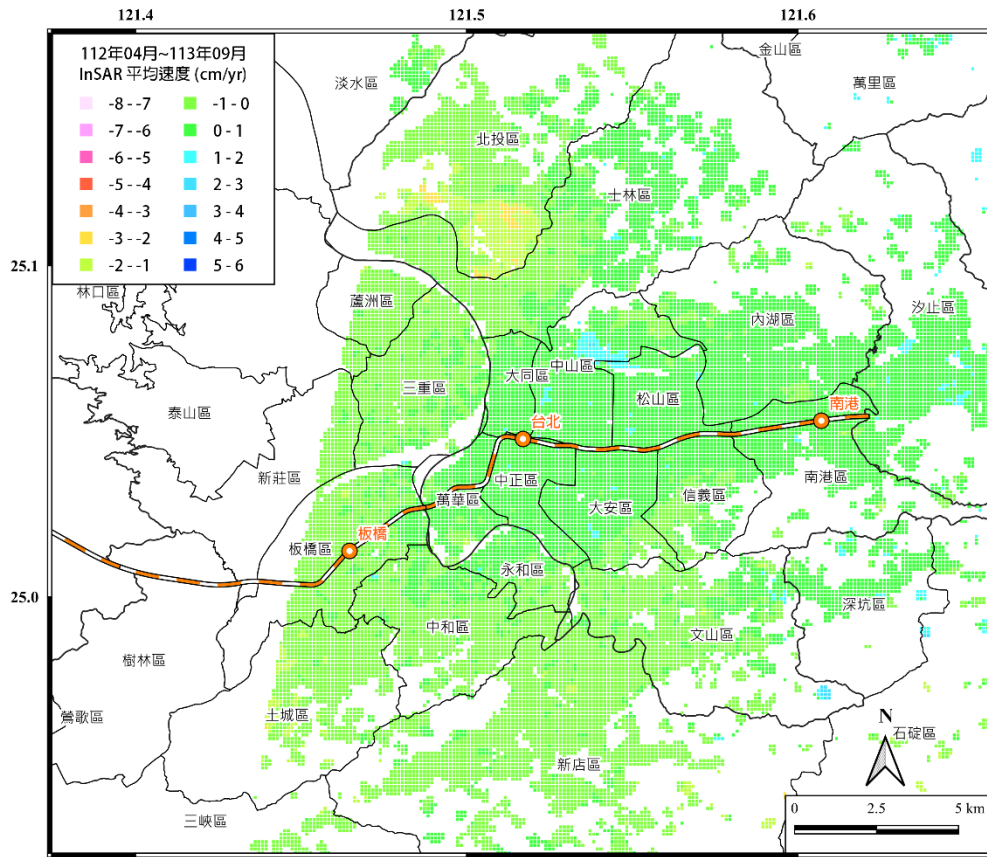 121.4
121.5
121.6
112年04月~113年09月
InSAR 平均速度 (cm/yr)
-8 - -7
-7 - -6
-6 - -5
-5 - -4
-4 - -3
-3 - -2
-2 - -1
-1 - 0
0 - 1
1 - 2
2 - 3
3 - 4
4 - 5
5 - 6
25.1
25.0
金山區
淡水區
萬里區
北投區
士林區
林口區
蘆洲區
內湖區
汐止區
大同區
中山區
三重區
松山區
泰山區
台北
南港
新莊區
中正區
萬華區
大安區
信義區
南港區
板橋區
板橋
永和區
深坑區
中和區
文山區
樹林區
鶯歌區
土城區
N
石碇區
新店區
三峽區
0
2.5
5 km